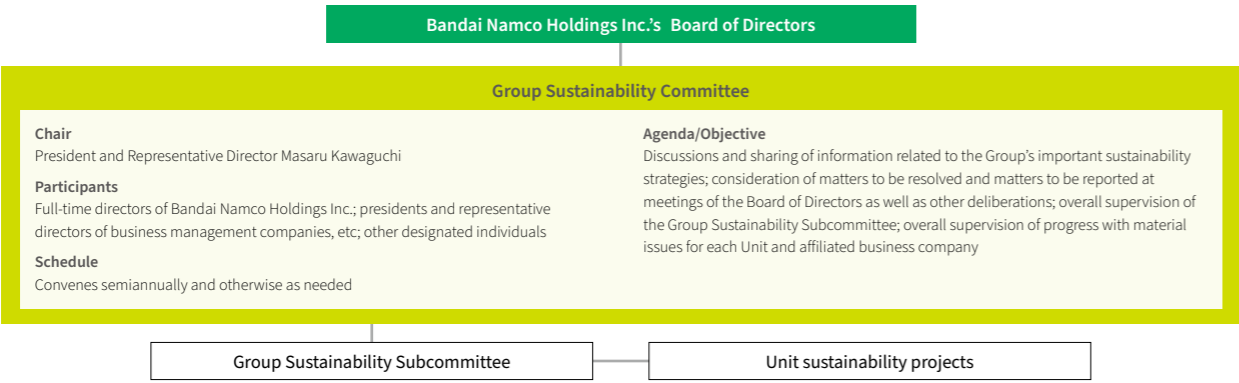 Bandai Namco Holdings Inc.’s Board of Directors
Group Sustainability Committee
Chair
President and Representative Director Masaru Kawaguchi
Participants
Full-time directors of Bandai Namco Holdings Inc.; presidents and representative
directors of business management companies, etc; other designated individuals
Schedule
Convenes semiannually and otherwise as needed
Agenda/Objective
Discussions and sharing of information related to the Group’s important sustainability
strategies; consideration of matters to be resolved and matters to be reported at
meetings of the Board of Directors as well as other deliberations; overall supervision of
the Group Sustainability Subcommittee; overall supervision of progress with material
issues for each Unit and affiliated business company
Group Sustainability Subcommittee
Unit sustainability projects